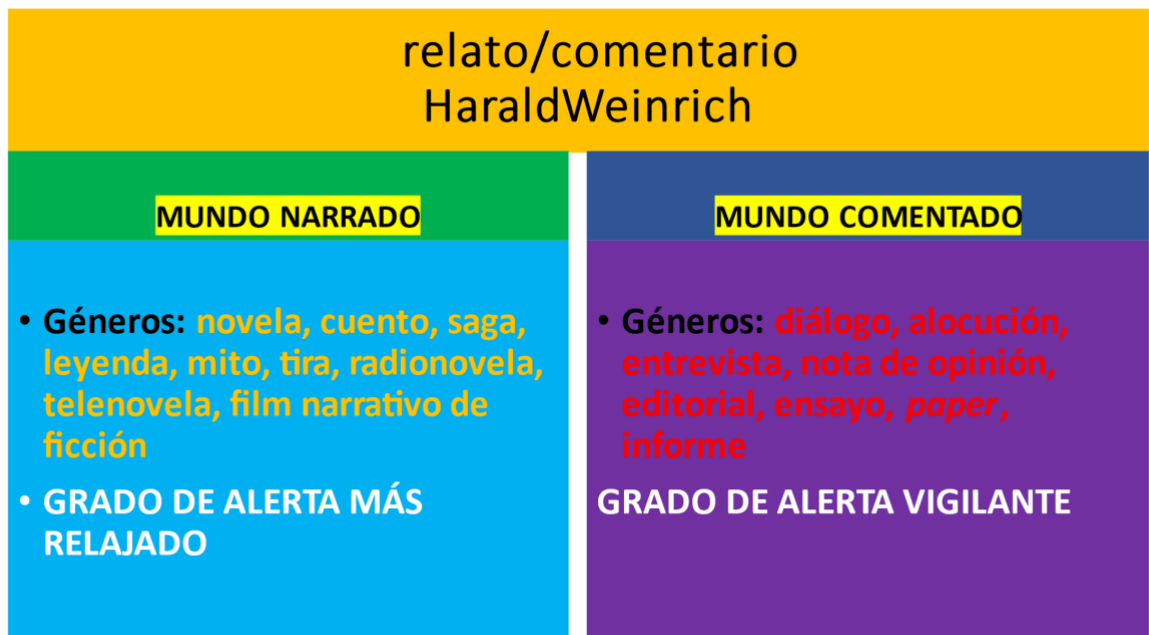 relato/comentario
HaraldWeinrich
MUNDO NARRADO
• Géneros: novela, cuento, saga,
leyenda, mito, tira, radionovela,
telenovela, film narrativo de
ficción
• GRADO DE ALERTA MÁS
RELAJADO
MUNDO COMENTADO
• Géneros: diálogo, alocución,
entrevista, nota de opinión,
editorial, ensayo, paper,
informe
GRADO DE ALERTA VIGILANTE